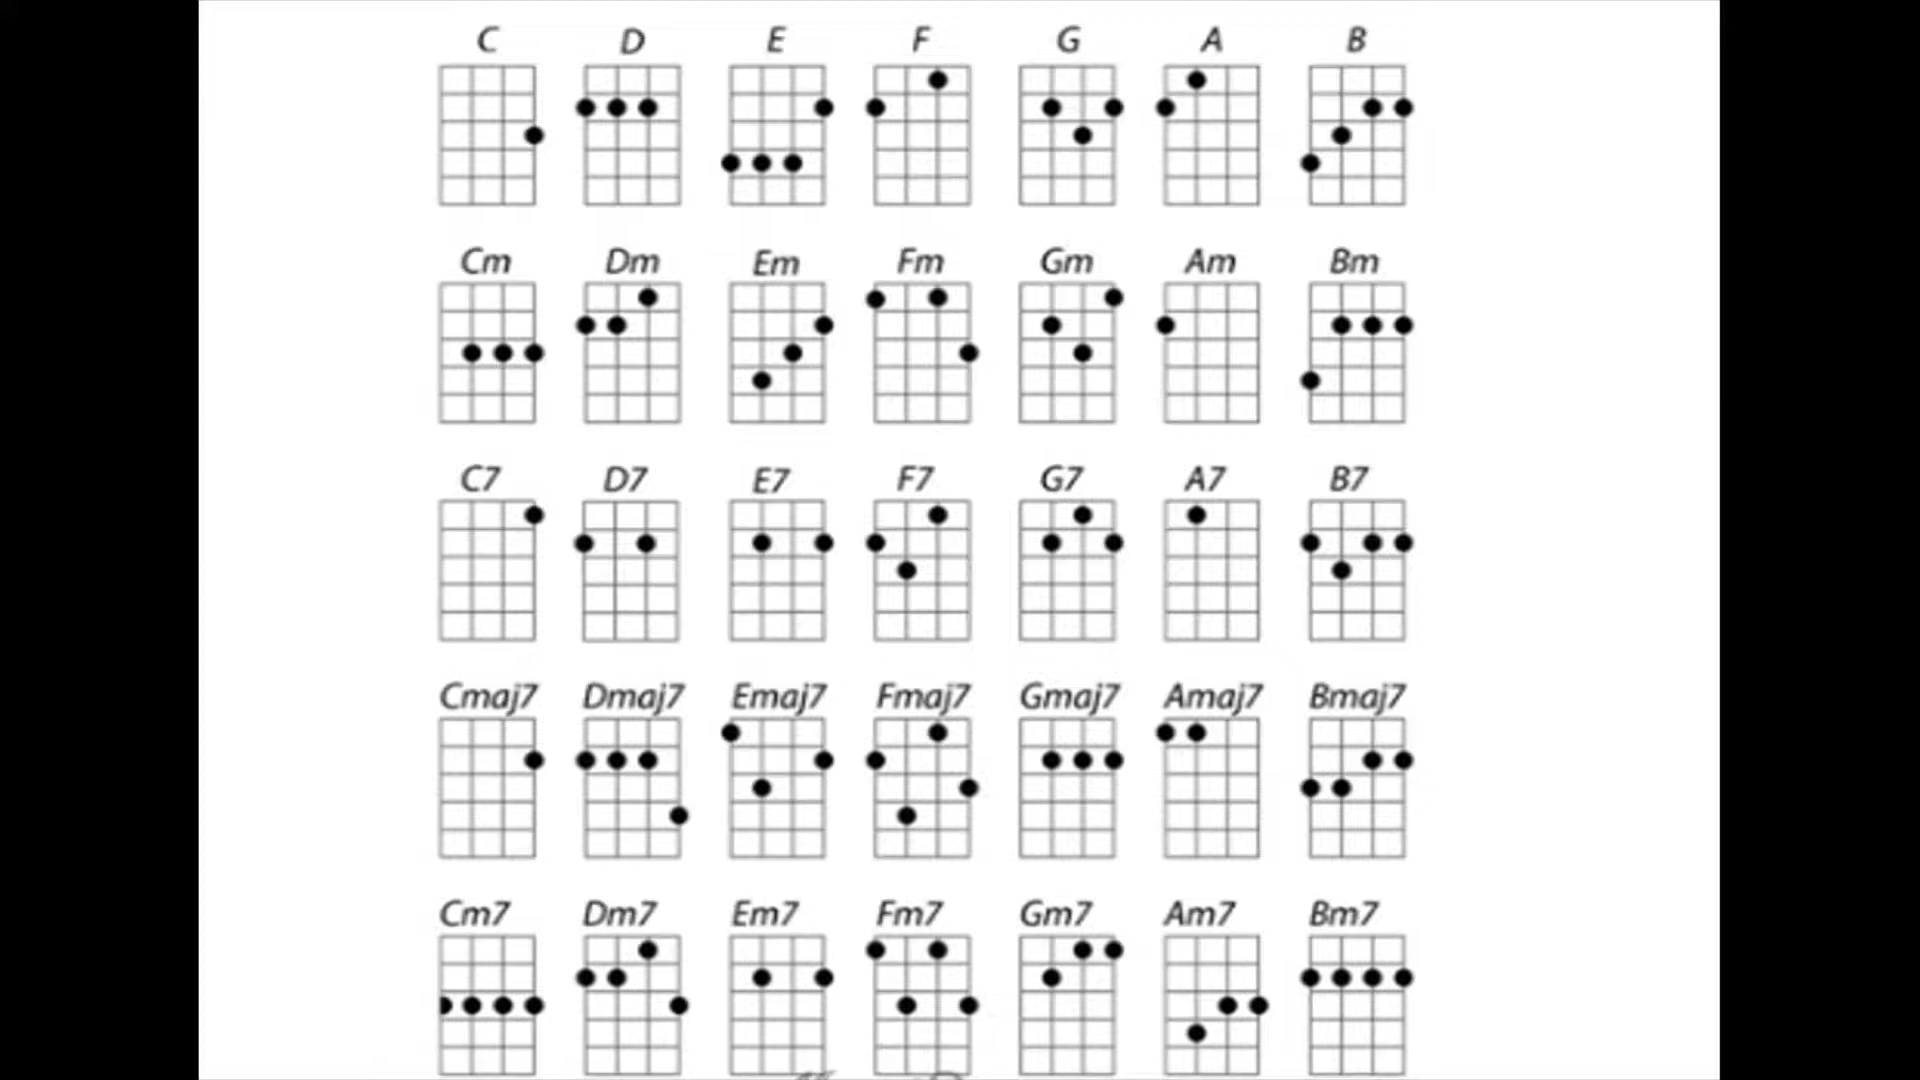 C D E F G A B
Cm Dm Em Fm Gm Am Bm
C7 D7 E7 F7 G7 A7 B7
Cmaj7 Dmaj7 Emaj7 Fmaj7 Gmaj7 Amaj7 Bmaj7
Cm7 Dm7 Em7 Fm7 Gm7 Am7 Bm7